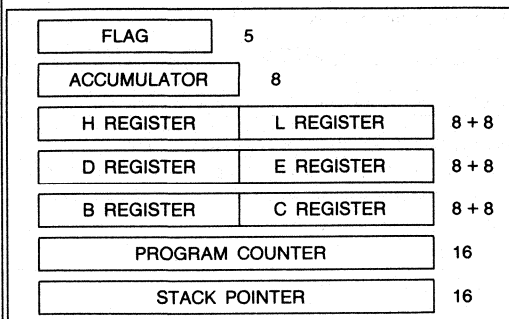 FLAG 5
ACCUMULATOR 8
H REGISTER L REGISTER 8 + 8
D REGISTER E REGISTER 8 + 8
B REGISTER C REGISTER 8 + 8
PROGRAM COUNTER 16
STACK POINTER 16